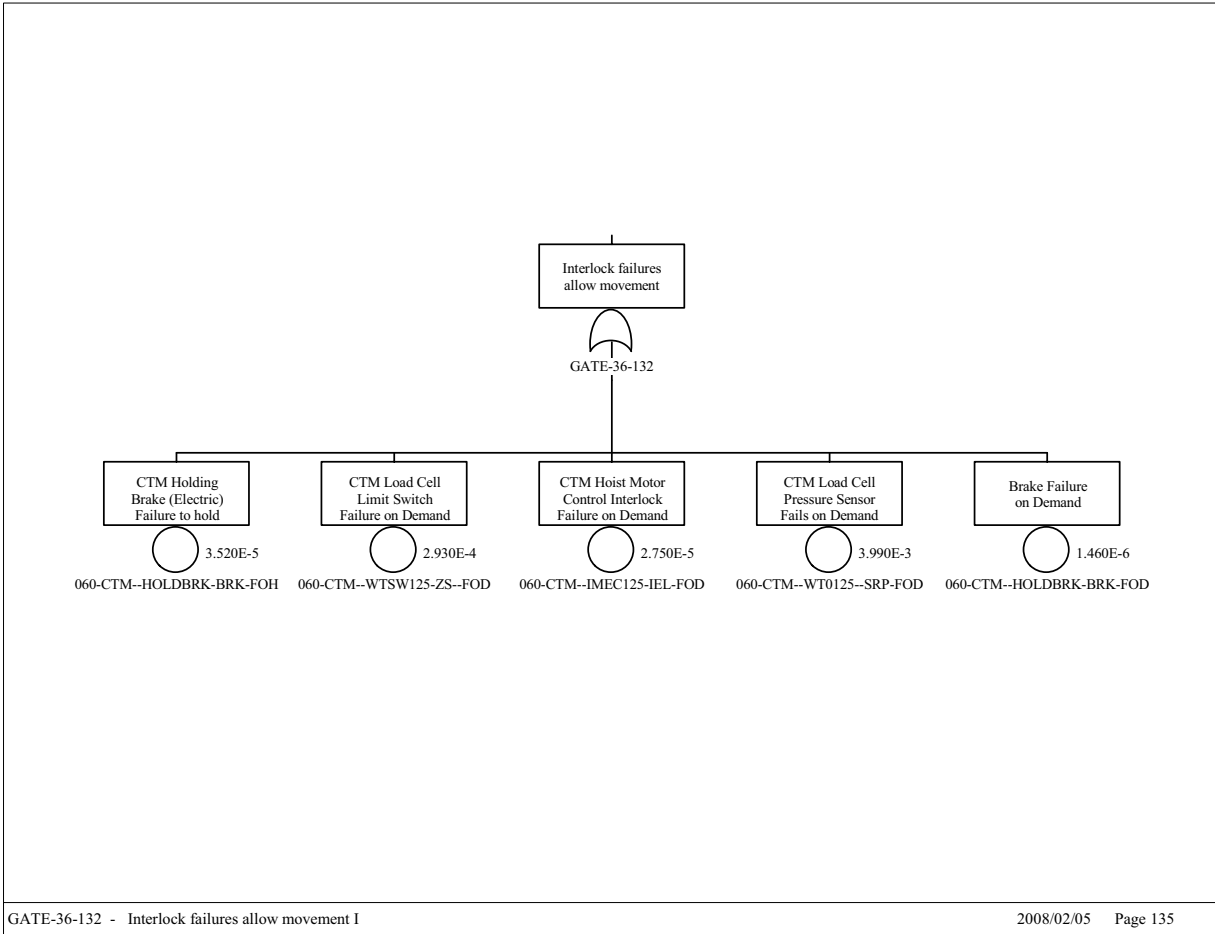 Interlock failures
allow movement
GATE-36-132
CTM Holding
Brake (Electric)
Failure to hold
3.520E-5
060-CTM--HOLDBRK-BRK-FOH
CTM Load Cell
Limit Switch
Failure on Demand
2.930E-4
060-CTM--WTSW125-ZS--FOD
CTM Hoist Motor
Control Interlock
Failure on Demand
2.750E-5
060-CTM--IMEC125-IEL-FOD
CTM Load Cell
Pressure Sensor
Fails on Demand
3.990E-3
060-CTM--WT0125--SRP-FOD
Brake Failure
on Demand
1.460E-6
060-CTM--HOLDBRK-BRK-FOD
GATE-36-132 - Interlock failures allow movement I 2008/02/05 Page 135